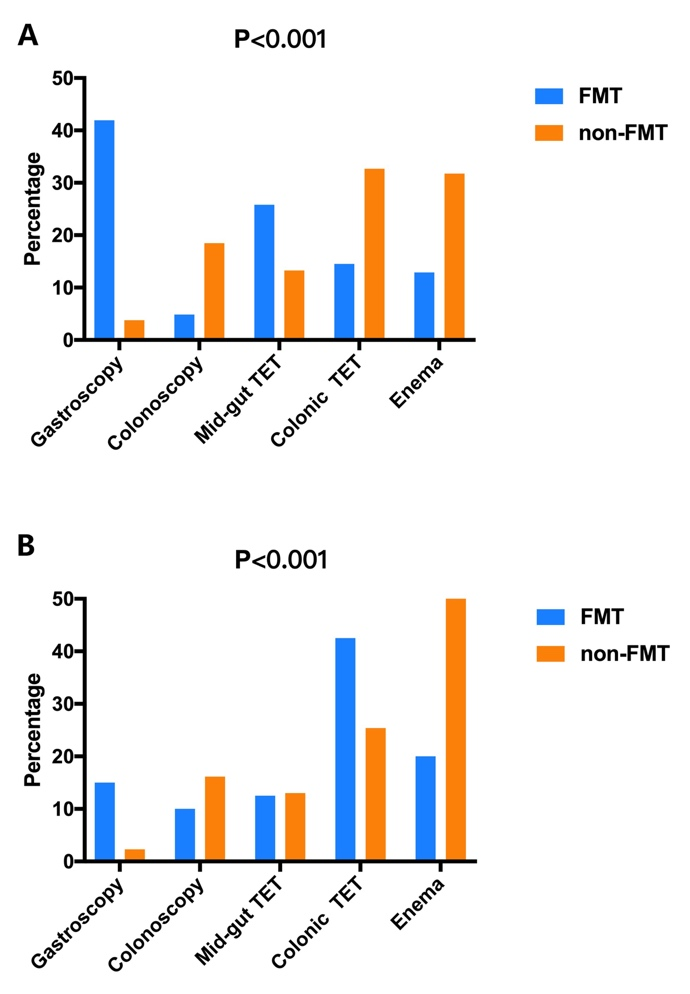 A
P<0.001
50
40
30
20
10
0
Percentage
FMT
non-FMT
Gastroscopy
Colonoscopy
Mid-gut TET
Colonic TET
Enema
B
P<0.001
50
40
30
20
10
0
Percentage
FMT
non-FMT
Gastroscopy
Colonoscopy
Mid-gut TET
Colonic TET
Enema